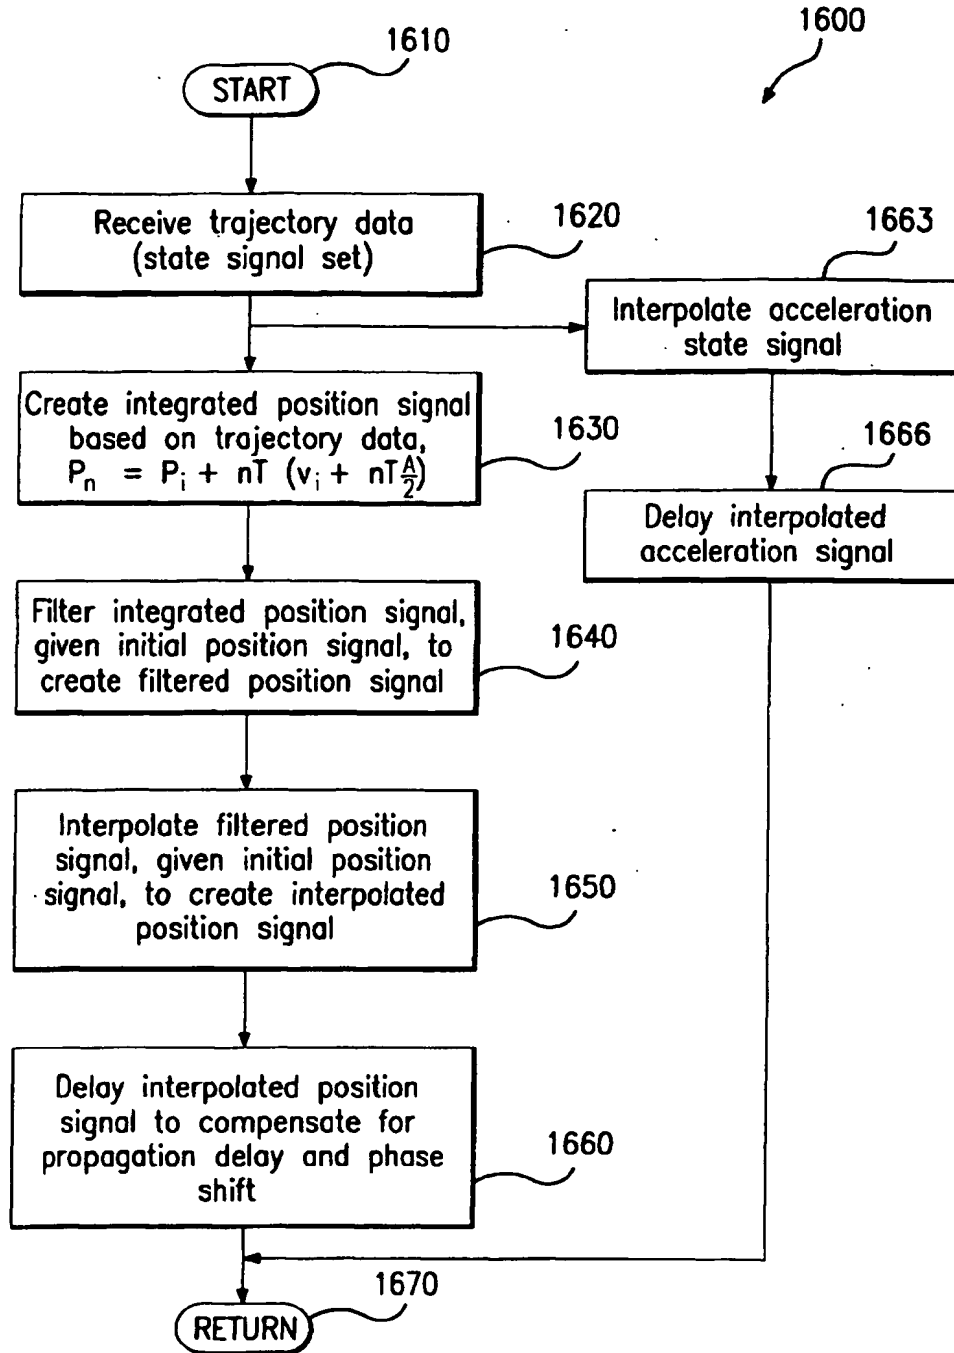 1600
1610
START
Receive trajectory data
(state signal set)
1620
1663
Interpolate acceleration
state signal
Create integrated position signal
based on trajectory data,
Pₙ = Pᵢ + nT (vᵢ + nT A/2)
1630
1666
Delay interpolated
acceleration signal
Filter integrated position signal,
given initial position signal, to
create filtered position signal
1640
Interpolate filtered position
signal, given initial position
signal, to create interpolated
position signal
1650
Delay interpolated position
signal to compensate for
propagation delay and phase
shift
1660
1670
RETURN